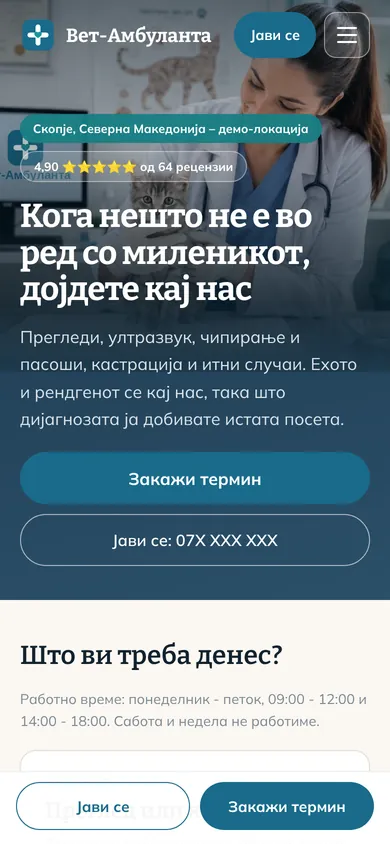 Вет-Амбуланта
Јави се
Скопје, Северна Македонија – демо-локација
4,90 ⭐⭐⭐⭐⭐ од 64 рецензии
т-Амбуланта
Кога нешто не е во
ред со миленикот,
дојдете кај нас
Прегледи, ултразвук, чипирање и
пасоши, кастрација и итни случаи. Ехото
и рендгенот се кај нас, така што
дијагнозата ја добивате истата посета.
Закажи термин
Јави се: 07X XXX XXX
Што ви треба денес?
Работно време: понеделник - петок, 09:00 - 12:00 и
14:00 - 18:00. Сабота и недела не работиме.
Јави се
Закажи термин